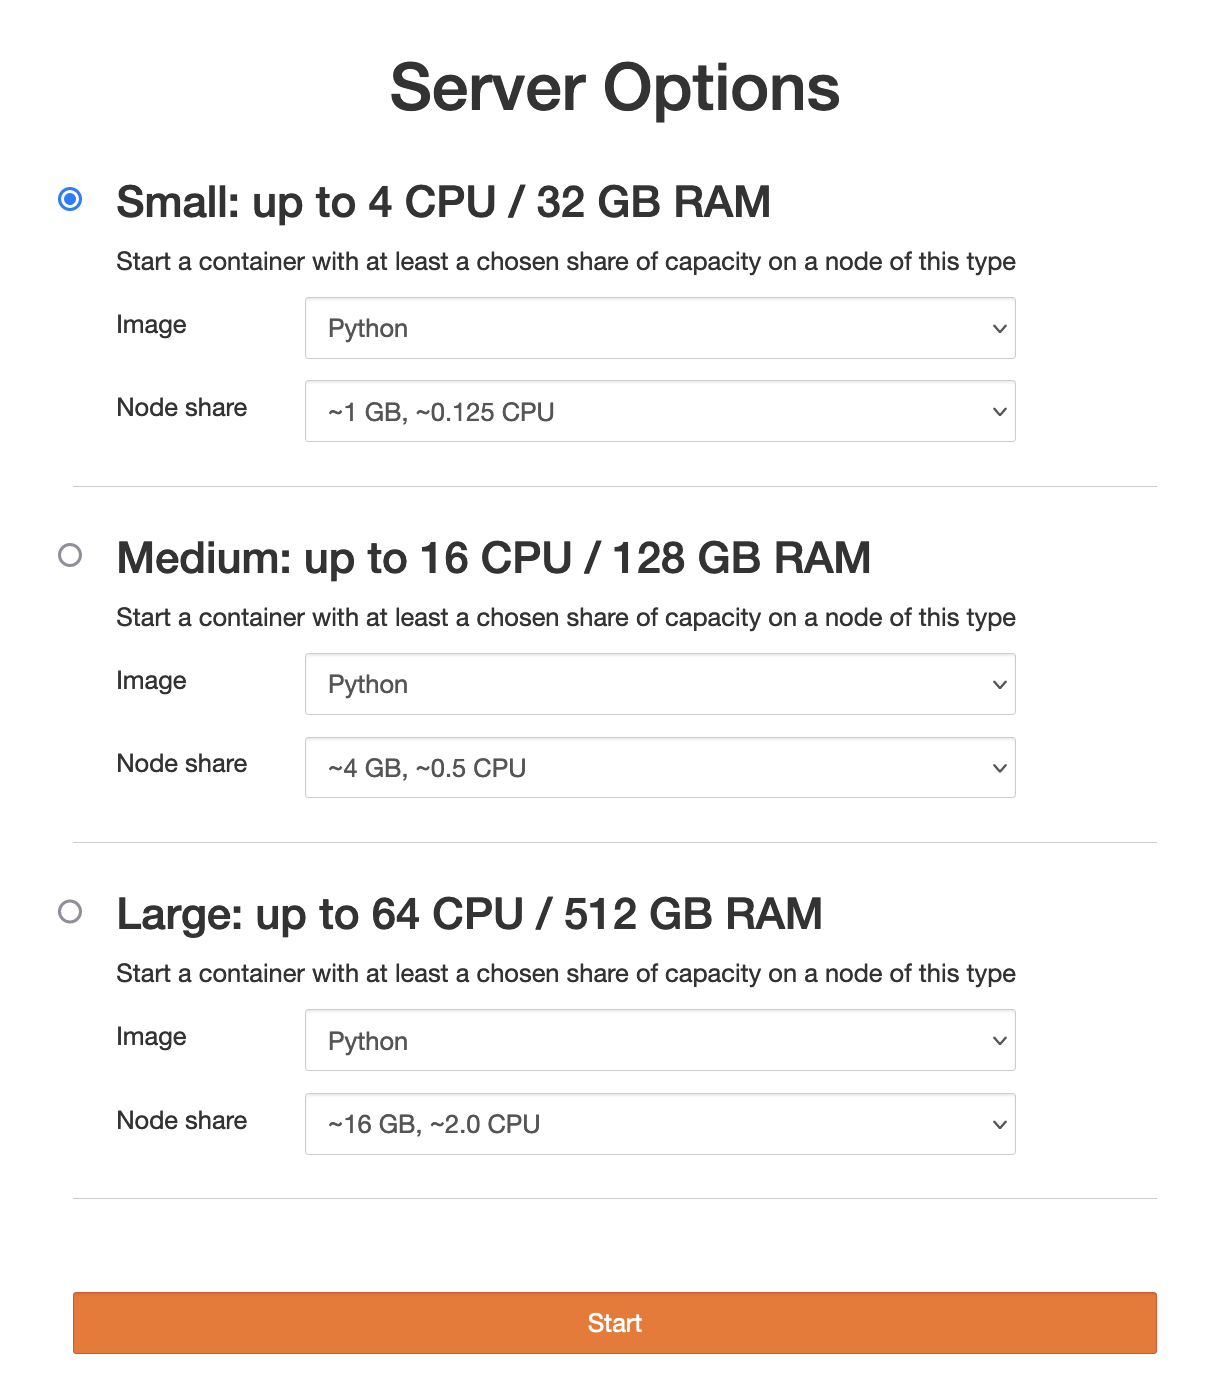 Server Options
Small: up to 4 CPU / 32 GB RAM
Start a container with at least a chosen share of capacity on a node of this type
Image
Python
Node share
~1 GB, ~0.125 CPU
Medium: up to 16 CPU / 128 GB RAM
Start a container with at least a chosen share of capacity on a node of this type
Image
Python
Node share
~4 GB, ~0.5 CPU
Large: up to 64 CPU / 512 GB RAM
Start a container with at least a chosen share of capacity on a node of this type
Image
Python
Node share
~16 GB, ~2.0 CPU
Start